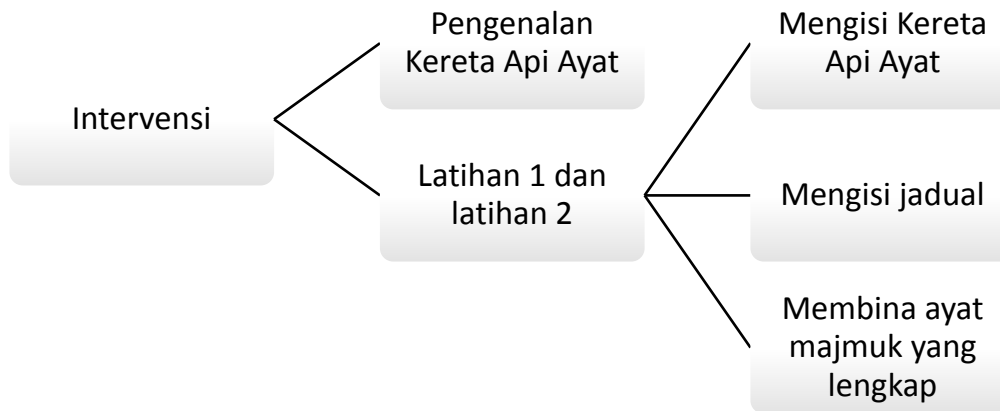 Intervensi
Pengenalan
Kereta Api Ayat
Latihan 1 dan
latihan 2
Mengisi Kereta
Api Ayat
Mengisi jadual
Membina ayat
majmuk yang
lengkap